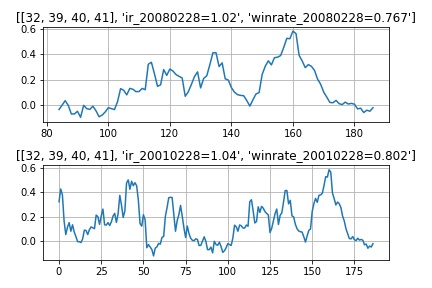 [[32, 39, 40, 41], 'ir_20080228=1.02', 'winrate_20080228=0.767']
0.6
0.4
0.2
0.0
80 100 120 140 160 180
[[32, 39, 40, 41], 'ir_20010228=1.04', 'winrate_20010228=0.802']
0.6
0.4
0.2
0.0
0 25 50 75 100 125 150 175